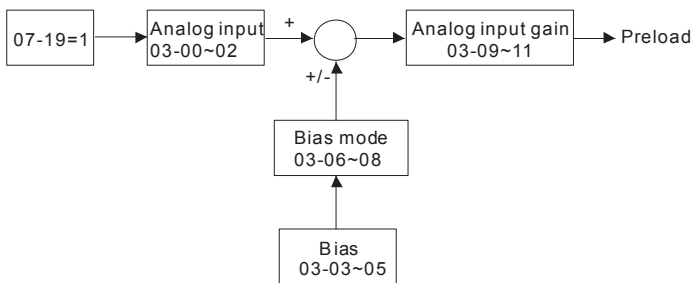 07-19=1
Analog input
03-00~02
+
Analog input gain
03-09~11
Preload
+/-
Bias mode
03-06~08
Bias
03-03~05